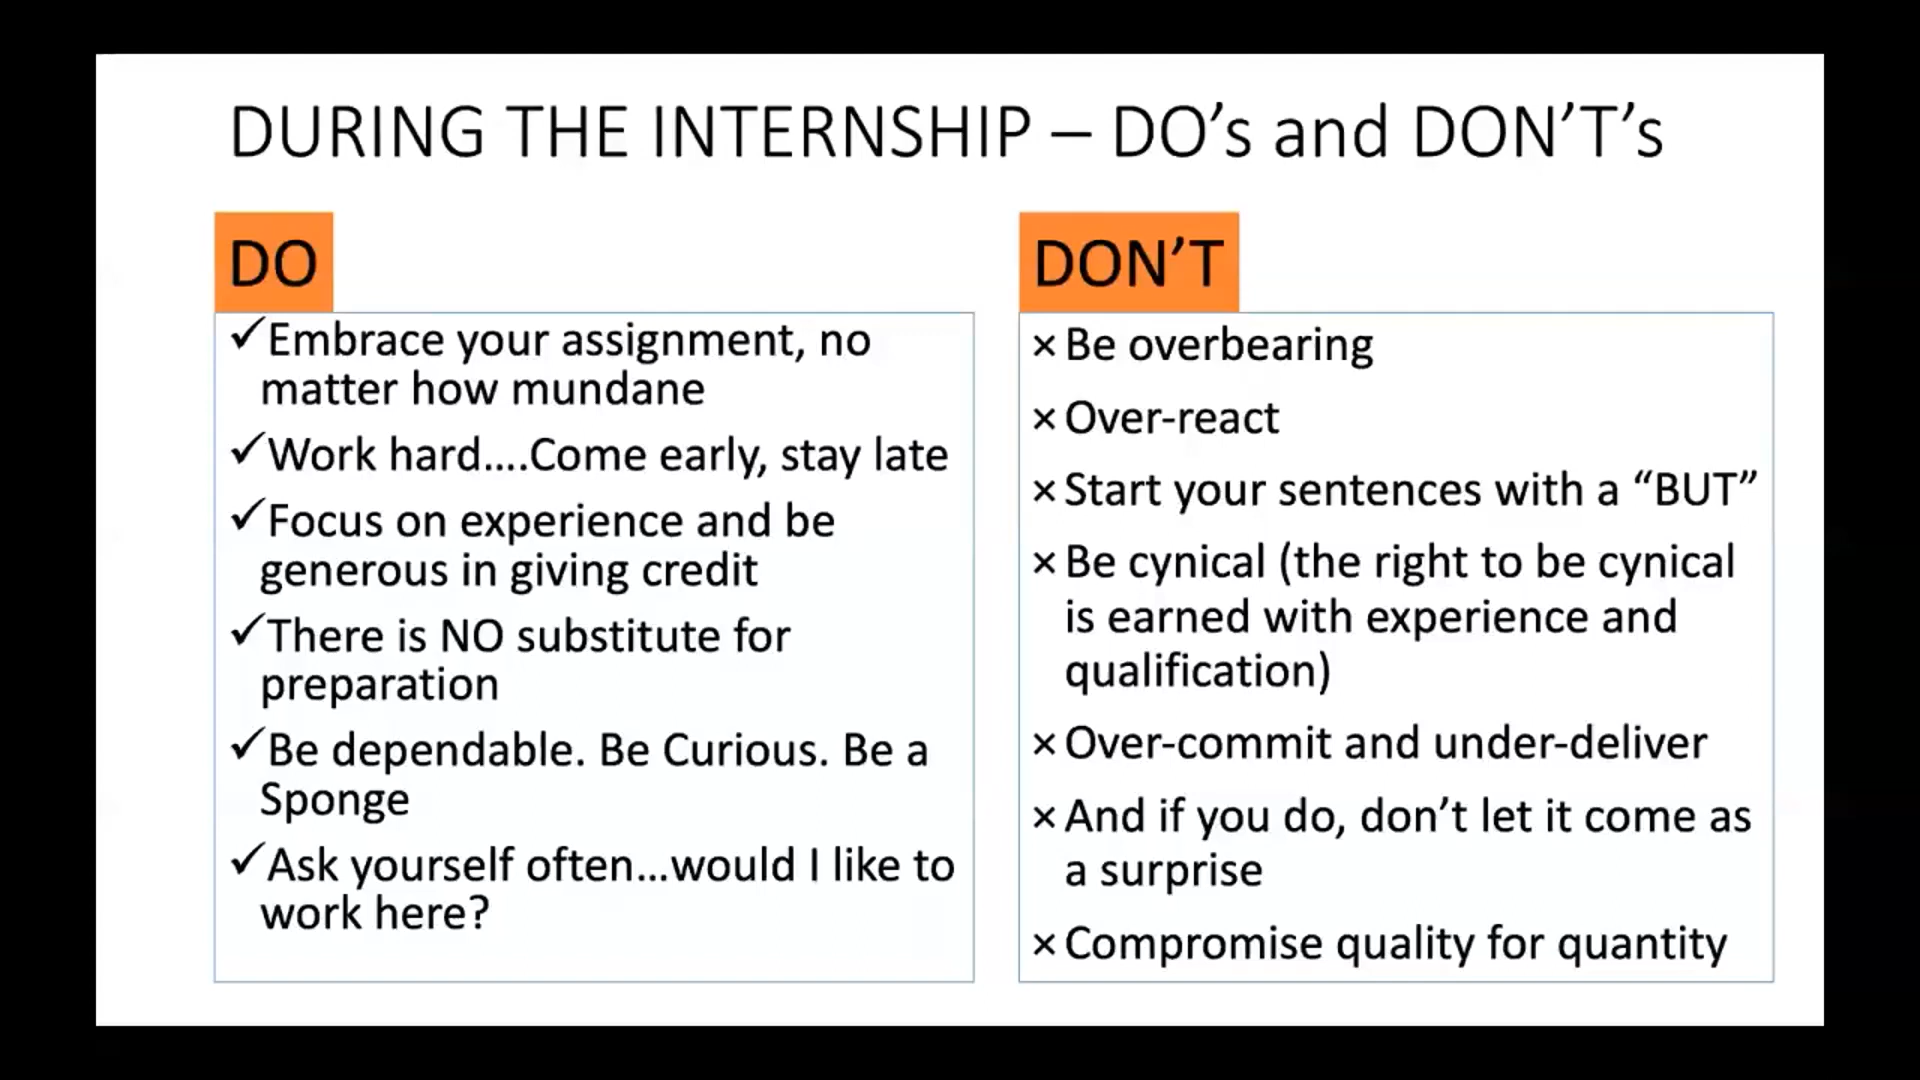 DURING THE INTERNSHIP – DO’s and DON’T’s
DO
✓Embrace your assignment, no
matter how mundane
✓Work hard....Come early, stay late
✓Focus on experience and be
generous in giving credit
✓There is NO substitute for
preparation
✓Be dependable. Be Curious. Be a
Sponge
✓Ask yourself often...would I like to
work here?
DON’T
×Be overbearing
×Over-react
×Start your sentences with a “BUT”
×Be cynical (the right to be cynical
is earned with experience and
qualification)
×Over-commit and under-deliver
×And if you do, don’t let it come as
a surprise
×Compromise quality for quantity